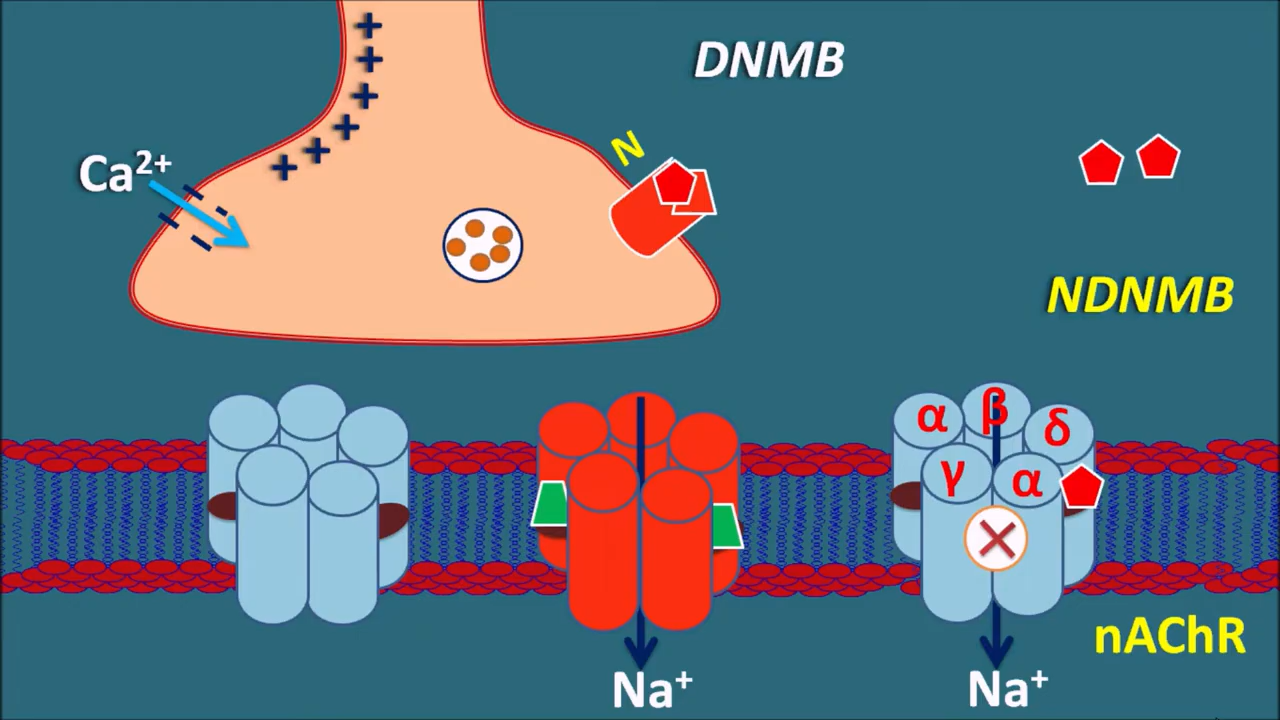 DNMB
N
Ca²⁺
NDNMB
α β δ
γ α
nAChR
Na⁺
Na⁺